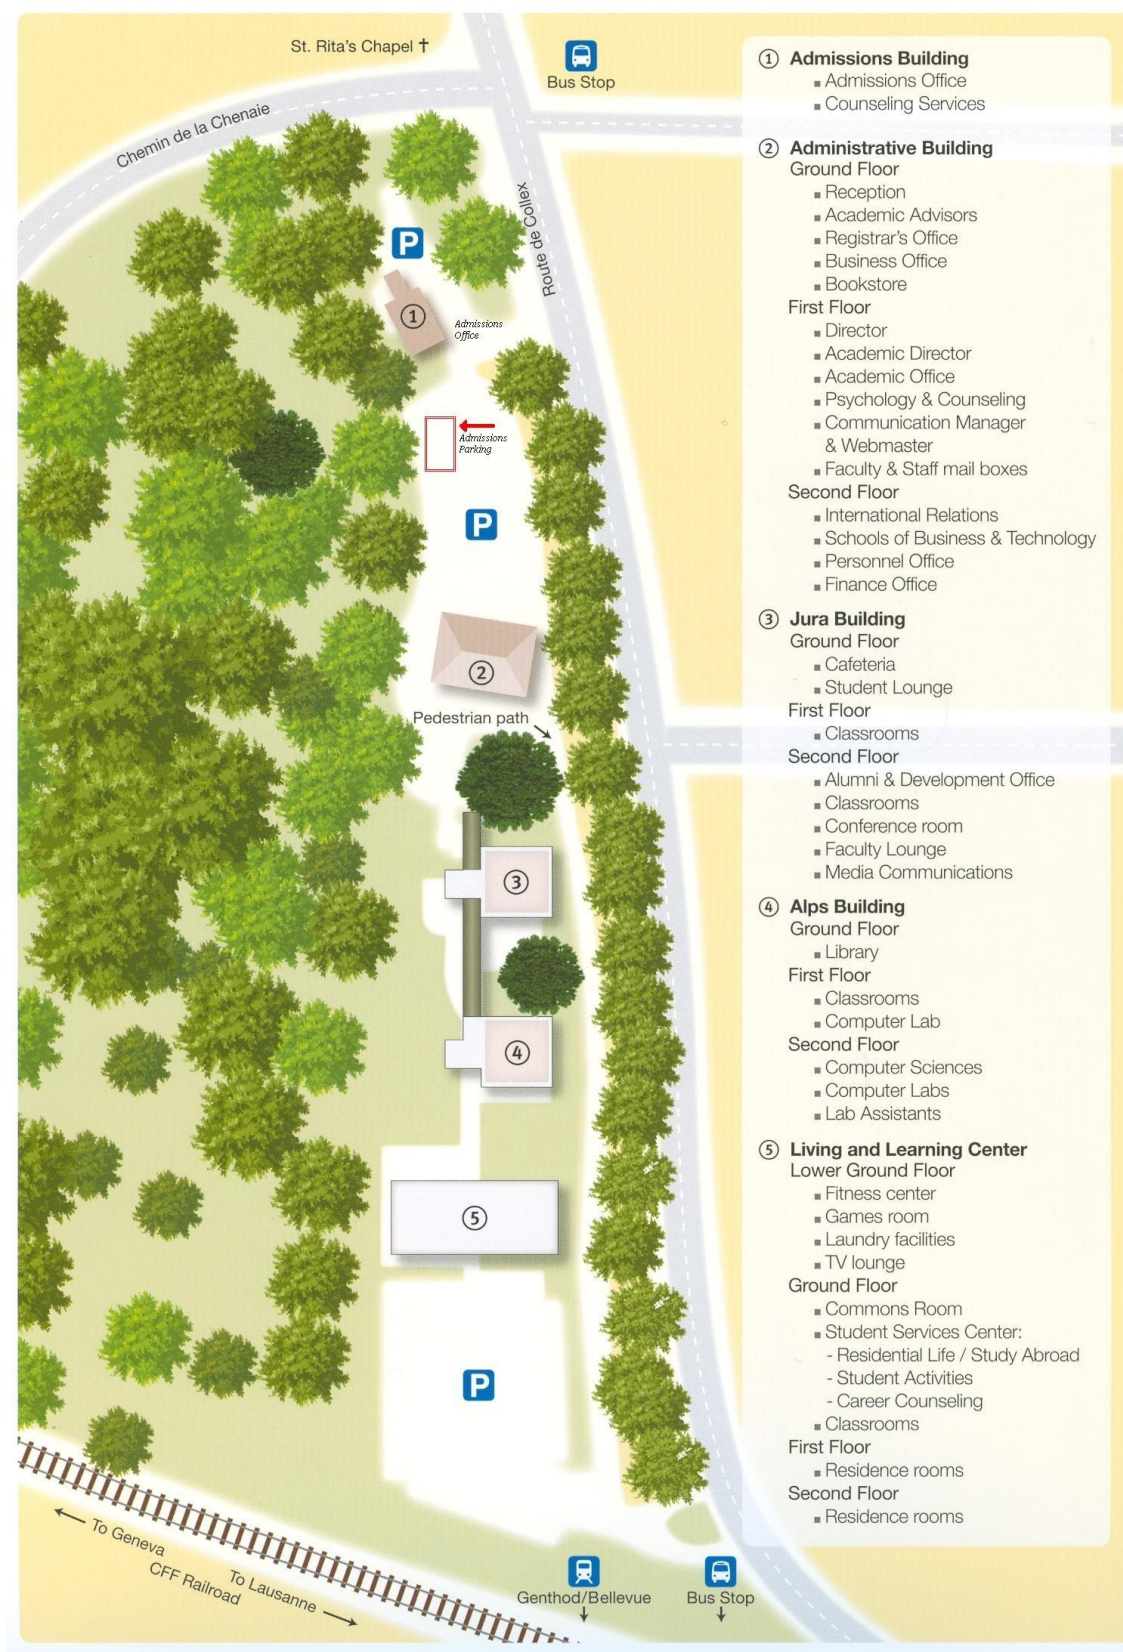 St. Rita's Chapel ✝
Bus Stop
Chemin de la Chenaie
Route de Collex
P
1
Admissions
Office
Admissions
Parking
P
2
Pedestrian path
3
4
5
P
To Geneva
CFF Railroad
To Lausanne
Genthod/Bellevue
Bus Stop
① Admissions Building
▪ Admissions Office
▪ Counseling Services
② Administrative Building
Ground Floor
▪ Reception
▪ Academic Advisors
▪ Registrar's Office
▪ Business Office
▪ Bookstore
First Floor
▪ Director
▪ Academic Director
▪ Academic Office
▪ Psychology & Counseling
▪ Communication Manager
& Webmaster
▪ Faculty & Staff mail boxes
Second Floor
▪ International Relations
▪ Schools of Business & Technology
▪ Personnel Office
▪ Finance Office
③ Jura Building
Ground Floor
▪ Cafeteria
▪ Student Lounge
First Floor
▪ Classrooms
Second Floor
▪ Alumni & Development Office
▪ Classrooms
▪ Conference room
▪ Faculty Lounge
▪ Media Communications
④ Alps Building
Ground Floor
▪ Library
First Floor
▪ Classrooms
▪ Computer Lab
Second Floor
▪ Computer Sciences
▪ Computer Labs
▪ Lab Assistants
⑤ Living and Learning Center
Lower Ground Floor
▪ Fitness center
▪ Games room
▪ Laundry facilities
▪ TV lounge
Ground Floor
▪ Commons Room
▪ Student Services Center:
- Residential Life / Study Abroad
- Student Activities
- Career Counseling
▪ Classrooms
First Floor
▪ Residence rooms
Second Floor
▪ Residence rooms